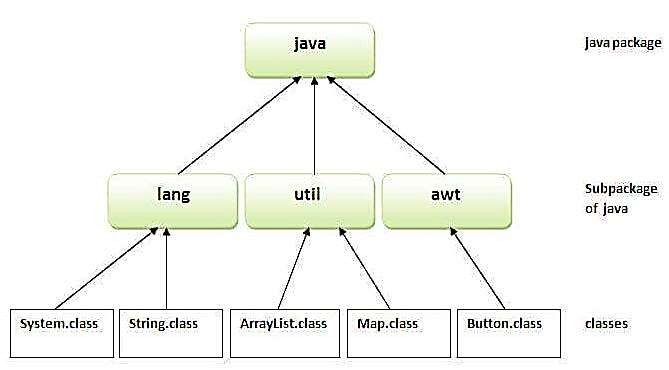 java
java package
lang
util
awt
Subpackage
of java
System.class
String.class
ArrayList.class
Map.class
Button.class
classes